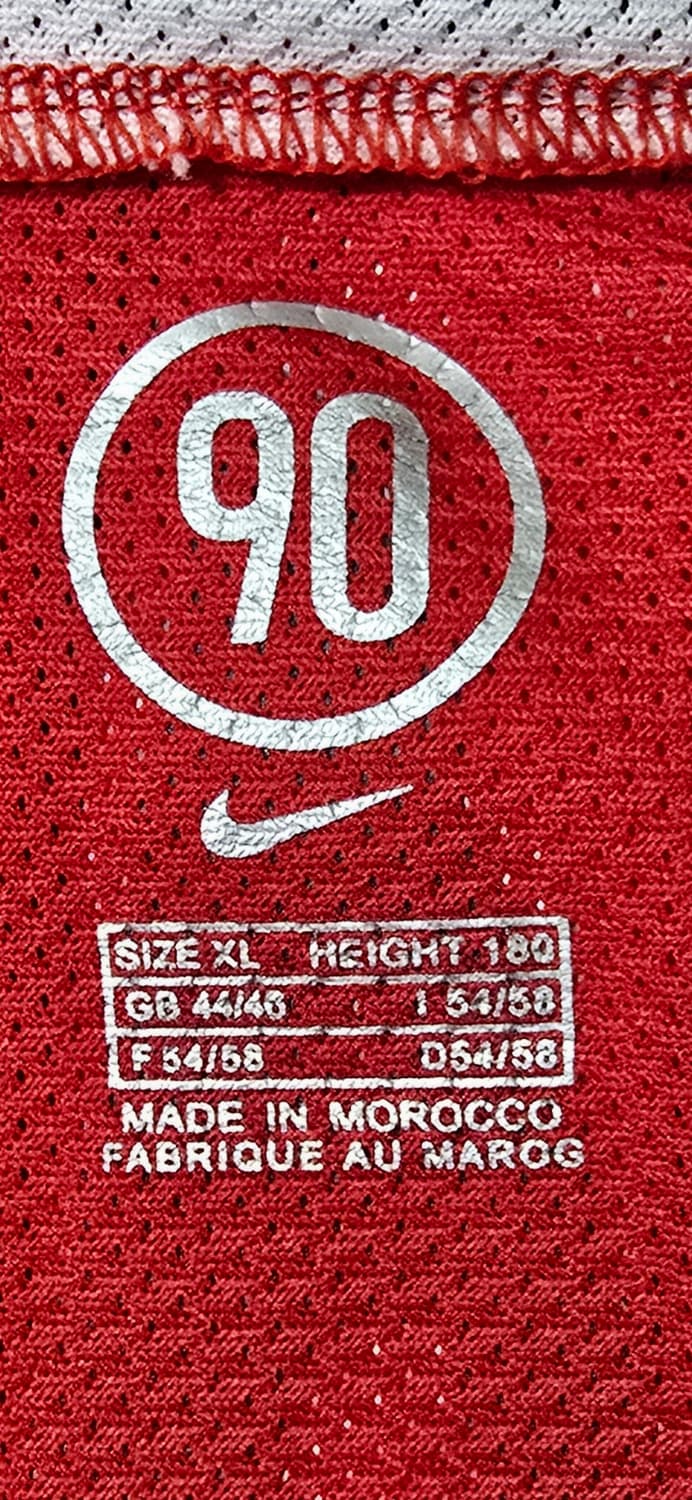 90
SIZE XL HEIGHT 180
GB 44/46 I 54/58
F 54/58 D54/58
MADE IN MOROCCO
FABRIQUE AU MAROC